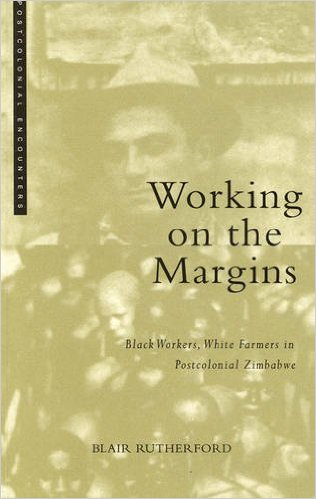 POSTCOLONIAL ENCOUNTERS
Working
on the
Margins
Black Workers, White Farmers in
Postcolonial Zimbabwe
BLAIR RUTHERFORD